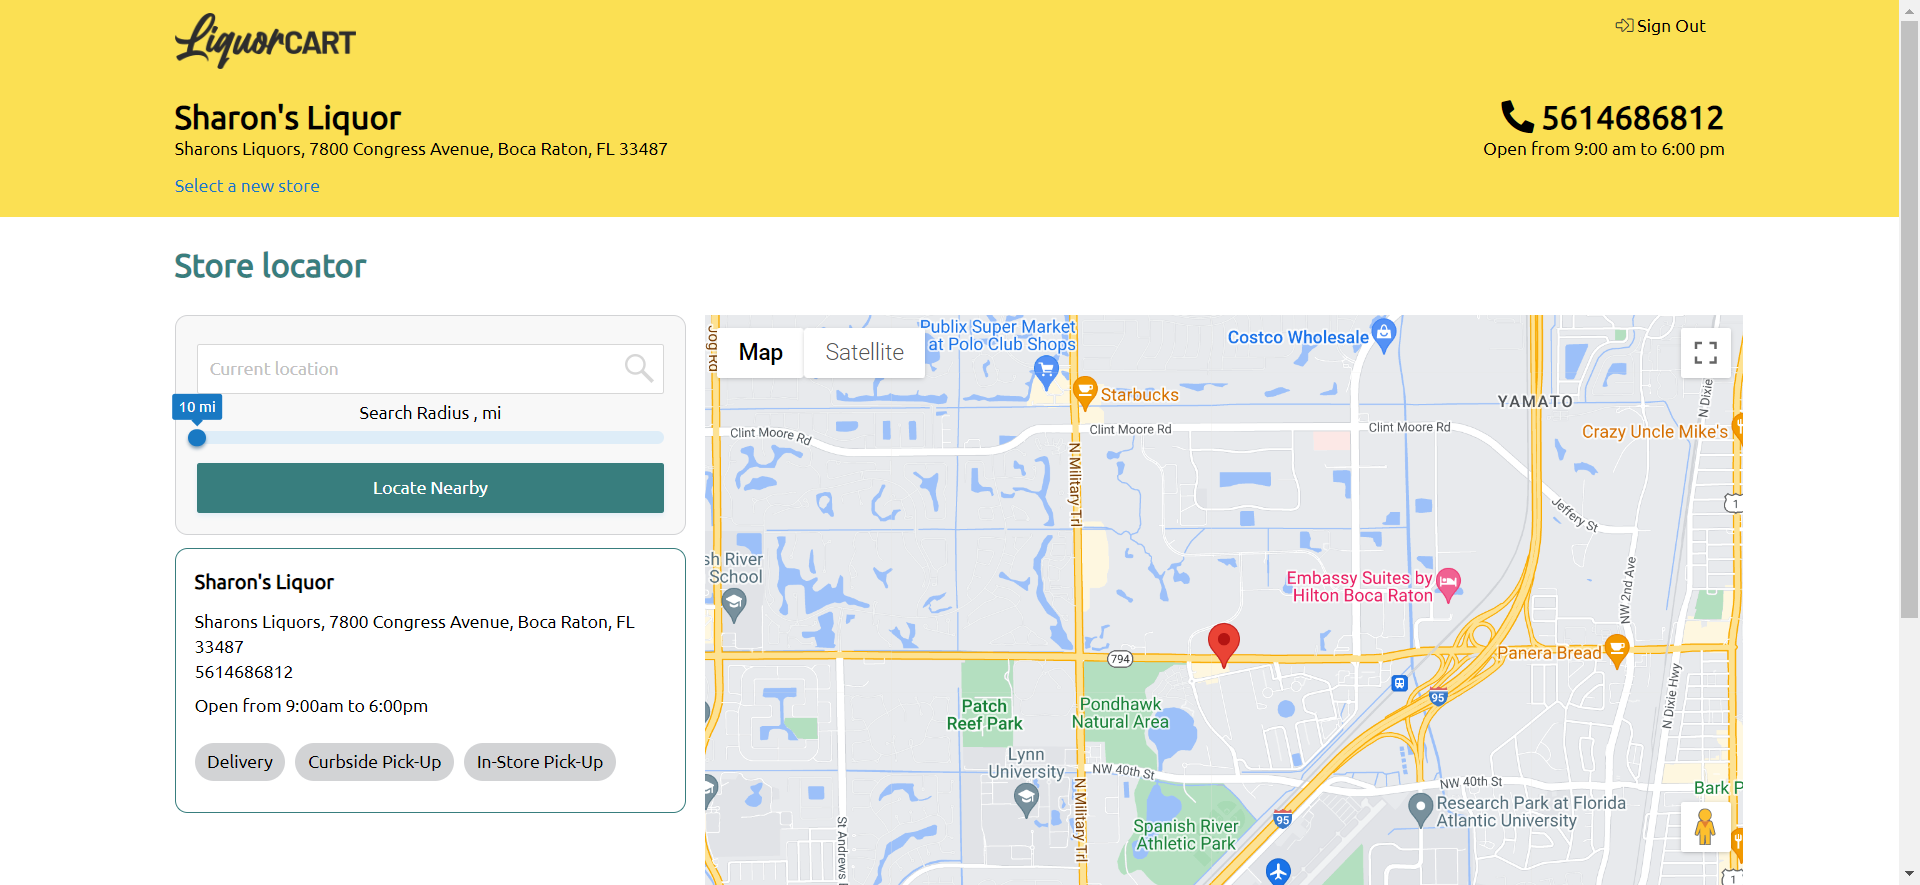 LiquorCART
Sign Out
Sharon's Liquor
5614686812
Sharons Liquors, 7800 Congress Avenue, Boca Raton, FL 33487
Open from 9:00 am to 6:00 pm
Select a new store
Store locator
Current location
10 mi
Search Radius , mi
Locate Nearby
Sharon's Liquor
Sharons Liquors, 7800 Congress Avenue, Boca Raton, FL
33487
5614686812
Open from 9:00am to 6:00pm
Delivery
Curbside Pick-Up
In-Store Pick-Up
Map
Satellite
Jog Rd
Publix Super Market
at Polo Club Shops
Costco Wholesale
Starbucks
YAMATO
N Dixie
Clint Moore Rd
Clint Moore Rd
Clint Moore Rd
Crazy Uncle Mike's
N Military Trl
1
Jeffery St
sh River
School
Embassy Suites by
Hilton Boca Raton
NW 2nd Ave
794
Panera Bread
95
N Dixie Hwy
Patch
Reef Park
Pondhawk
Natural Area
Lynn
University
NW 40th St
NW 40th St
Bark P
Research Park at Florida
Atlantic University
95
Spanish River
Athletic Park
N Military Trl
St Andrews
1